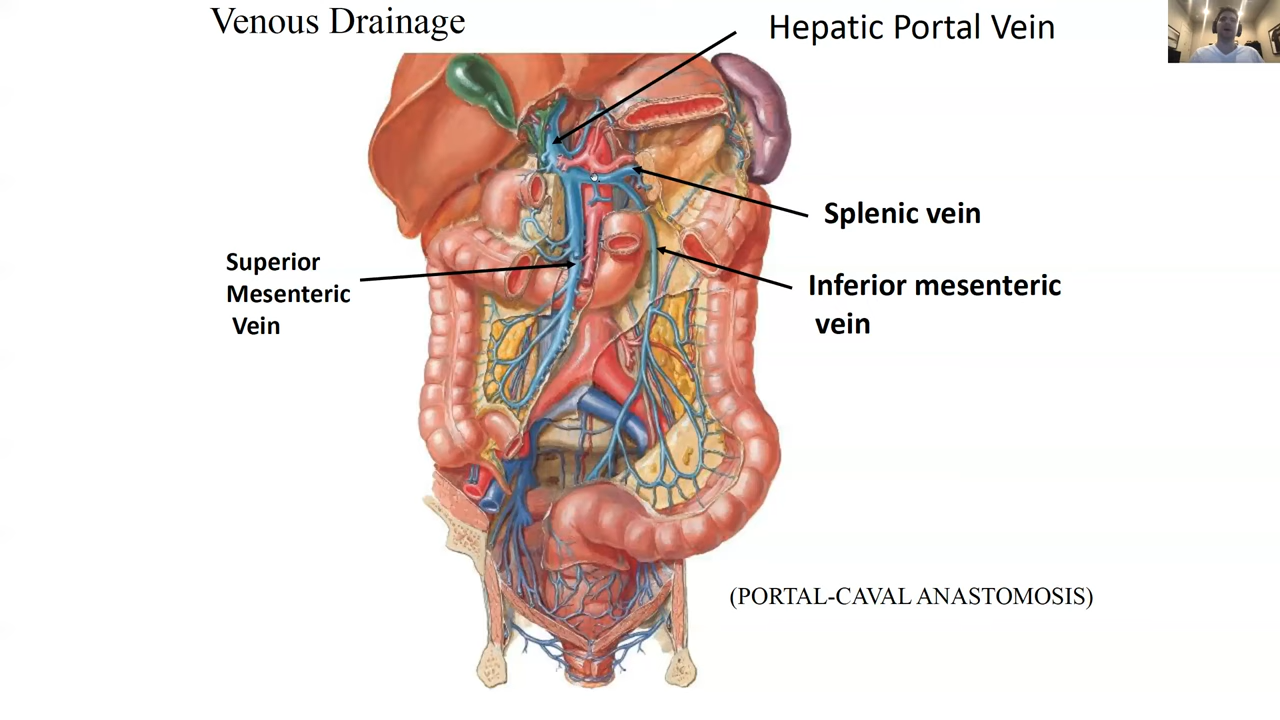 Venous Drainage
Hepatic Portal Vein
Splenic vein
Superior
Mesenteric
Vein
Inferior mesenteric
vein
(PORTAL-CAVAL ANASTOMOSIS)